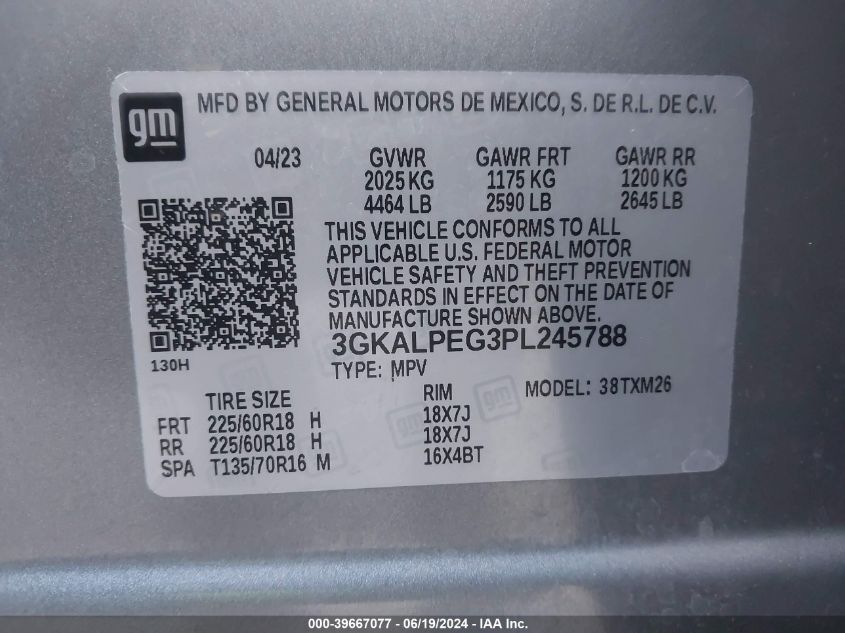 gm MFD BY GENERAL MOTORS DE MEXICO, S. DE R.L. DE C.V.
04/23 GVWR GAWR FRT GAWR RR
2025 KG 1175 KG 1200 KG
4464 LB 2590 LB 2645 LB
THIS VEHICLE CONFORMS TO ALL
APPLICABLE U.S. FEDERAL MOTOR
VEHICLE SAFETY AND THEFT PREVENTION
STANDARDS IN EFFECT ON THE DATE OF
MANUFACTURE SHOWN ABOVE.
3GKALPEG3PL245788
130H
TYPE: MPV
TIRE SIZE RIM MODEL: 38TXM26
FRT 225/60R18 H 18X7J
RR 225/60R18 H 18X7J
SPA T135/70R16 M 16X4BT
000-39667077 - 06/19/2024 - IAA Inc.